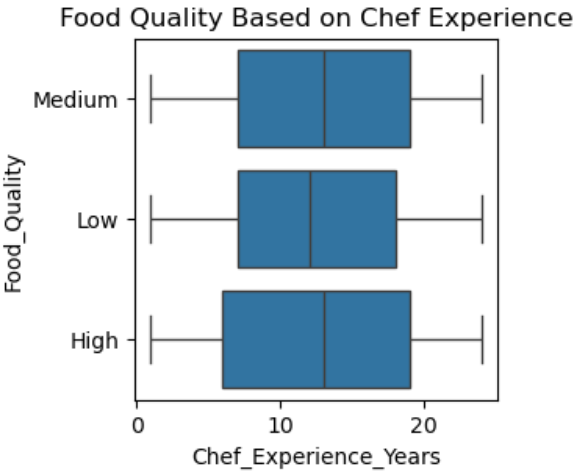 Food Quality Based on Chef Experience
Food_Quality
Medium
Low
High
0 10 20
Chef_Experience_Years